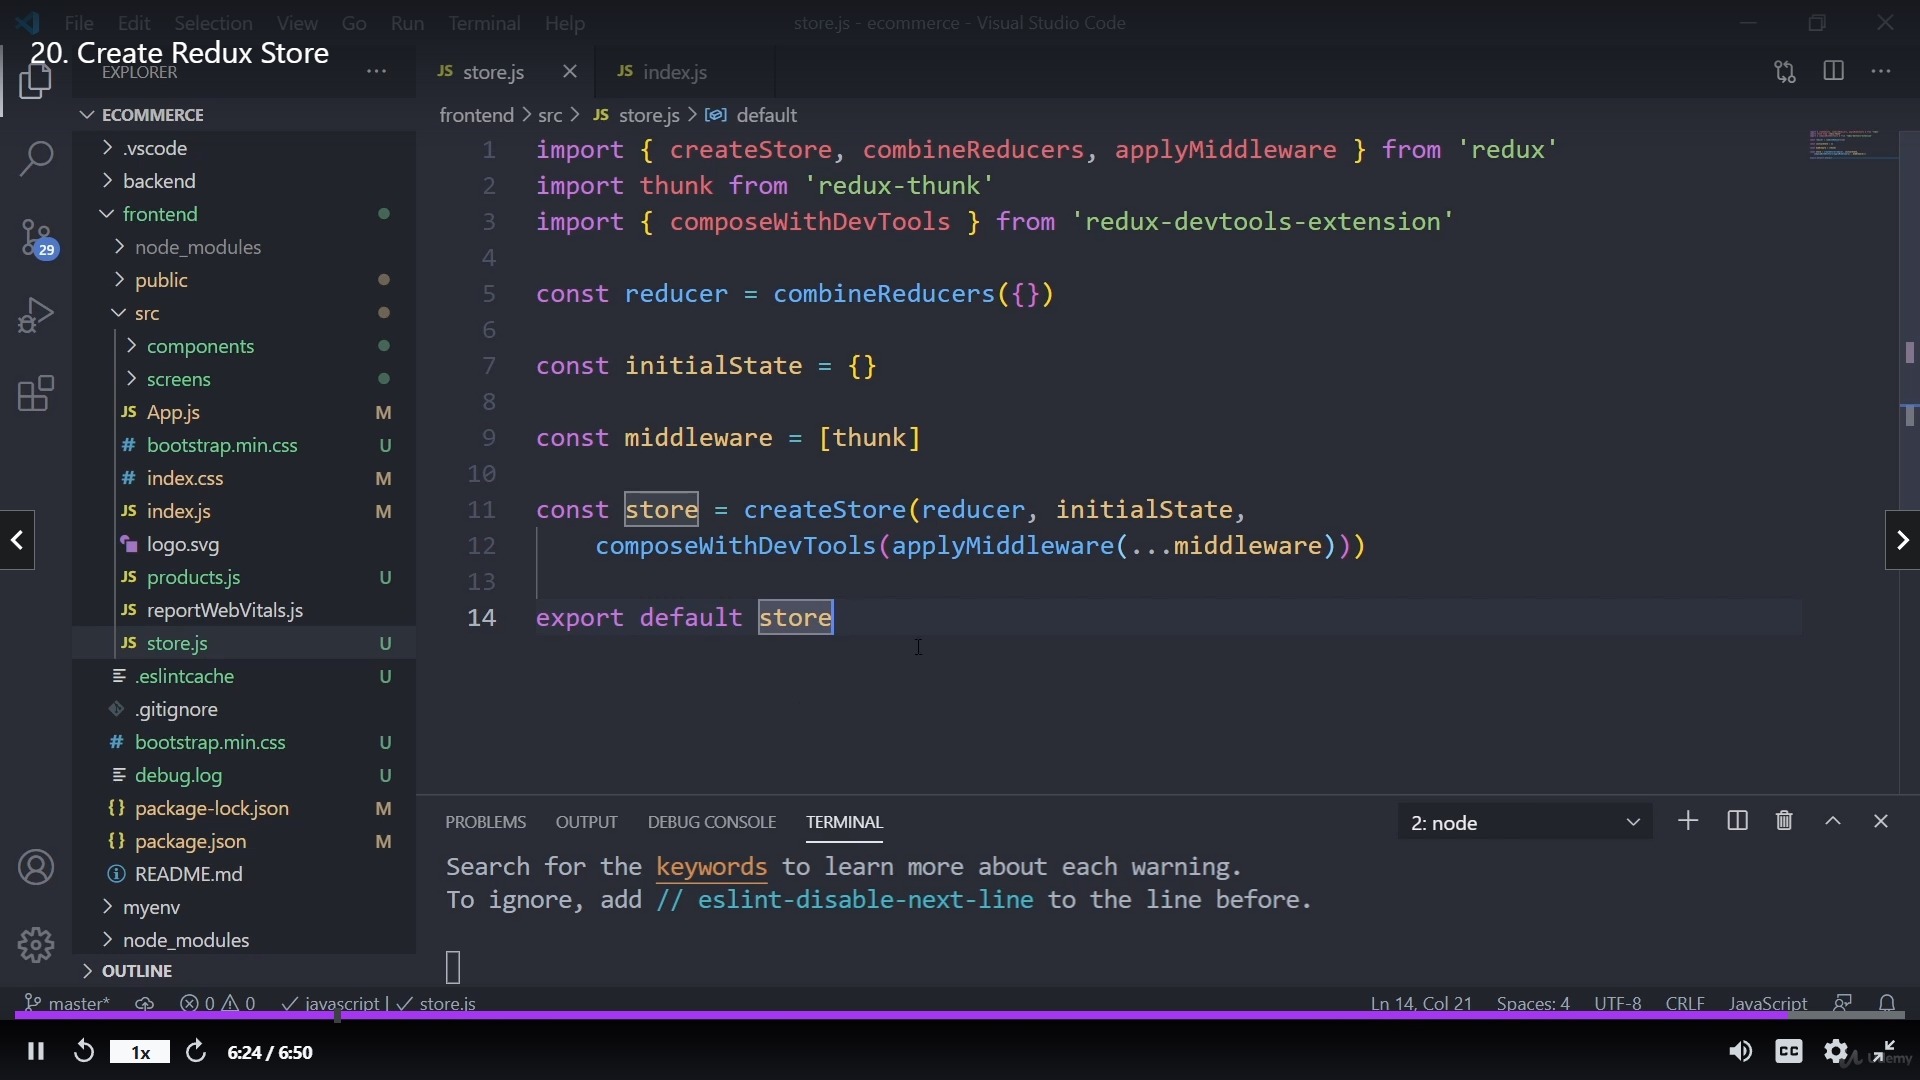 File Edit Selection View Go Run Terminal Help
store.js - ecommerce - Visual Studio Code
20. Create Redux Store
EXPLORER
JS store.js
JS index.js
ECOMMERCE
frontend > src > JS store.js > default
.vscode
backend
frontend
node_modules
public
src
components
screens
JS App.js M
# bootstrap.min.css U
# index.css M
JS index.js M
logo.svg
JS products.js U
JS reportWebVitals.js
JS store.js U
.eslintcache U
.gitignore
# bootstrap.min.css U
debug.log U
{} package-lock.json M
{} package.json M
README.md
myenv
node_modules
OUTLINE
29
1 import { createStore, combineReducers, applyMiddleware } from 'redux'
2 import thunk from 'redux-thunk'
3 import { composeWithDevTools } from 'redux-devtools-extension'
4
5 const reducer = combineReducers({})
6
7 const initialState = {}
8
9 const middleware = [thunk]
10
11 const store = createStore(reducer, initialState,
12 composeWithDevTools(applyMiddleware(...middleware)))
13
14 export default store
PROBLEMS OUTPUT DEBUG CONSOLE TERMINAL
2: node
Search for the keywords to learn more about each warning.
To ignore, add // eslint-disable-next-line to the line before.
master* 0 0 javascript | store.js
Ln 14, Col 21 Spaces: 4 UTF-8 CRLF JavaScript
1x 6:24 / 6:50
CC
Udemy